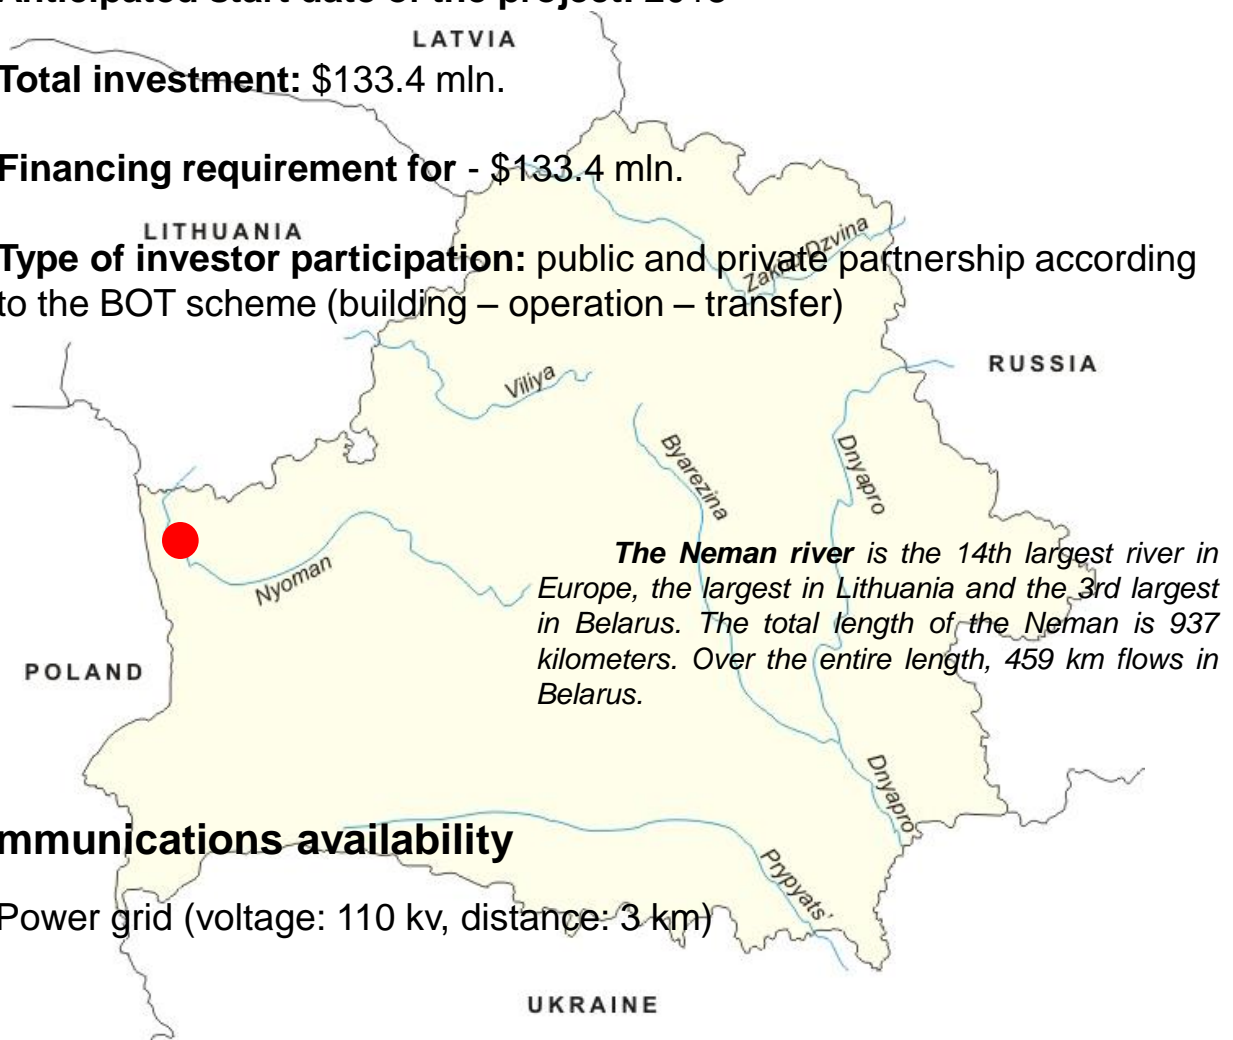 LATVIA
Total investment: $133.4 mln.
Financing requirement for - $133.4 mln.
LITHUANIA
Type of investor participation: public and private partnership according
to the BOT scheme (building – operation – transfer)
Dzvina
RUSSIA
Viliya
Byarezina
Dnyapro
The Neman river is the 14th largest river in
Europe, the largest in Lithuania and the 3rd largest
in Belarus. The total length of the Neman is 937
kilometers. Over the entire length, 459 km flows in
Belarus.
Nyoman
POLAND
Dnyapro
mmunications availability
Prypyats'
Power grid (voltage: 110 kv, distance: 3 km)
UKRAINE